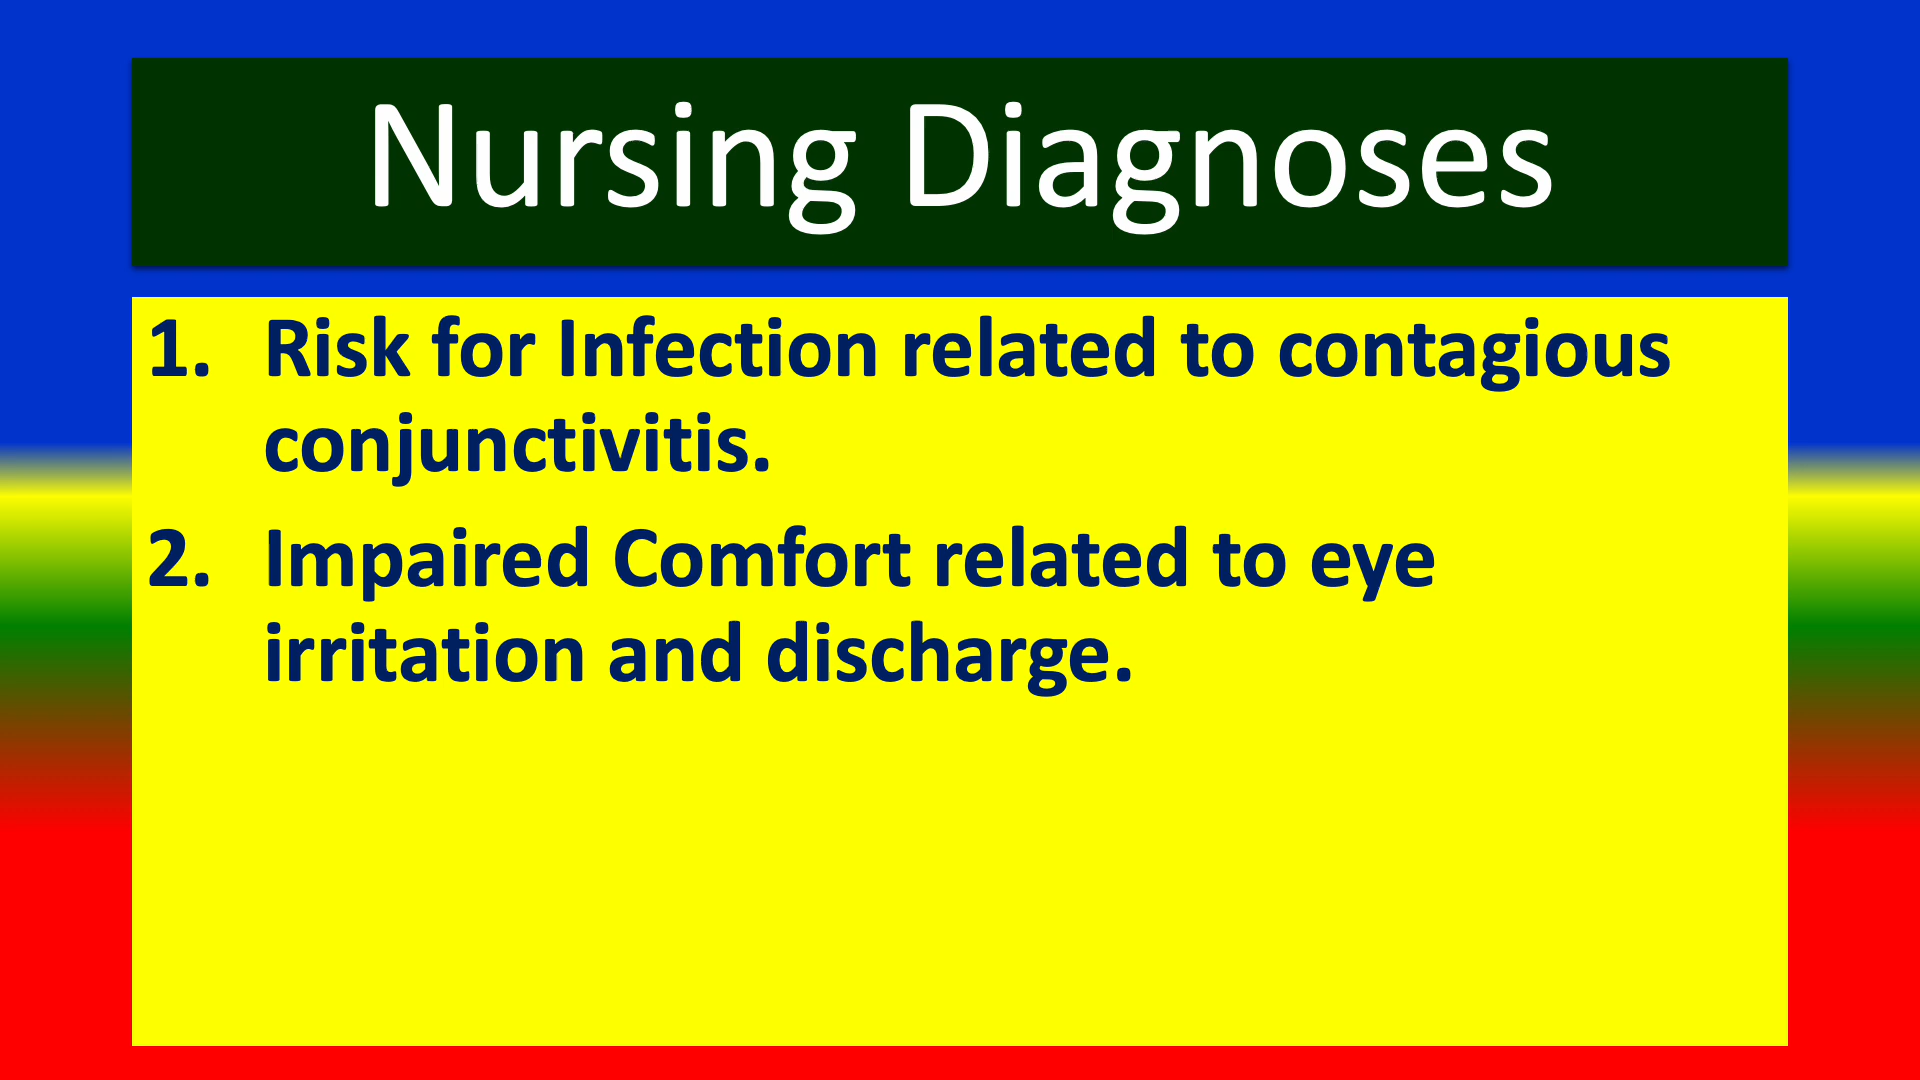 Nursing Diagnoses
1. Risk for Infection related to contagious
conjunctivitis.
2. Impaired Comfort related to eye
irritation and discharge.